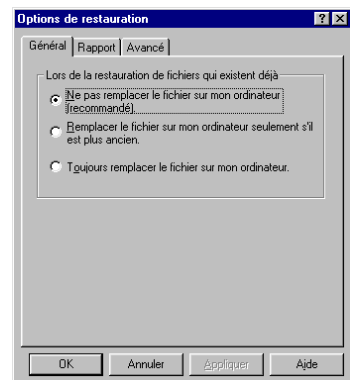 Options de restauration
Général Rapport Avancé
Lors de la restauration de fichiers qui existent déjà
Ne pas remplacer le fichier sur mon ordinateur
(recommandé).
Remplacer le fichier sur mon ordinateur seulement s'il
est plus ancien.
Toujours remplacer le fichier sur mon ordinateur.
OK Annuler Appliquer Aide